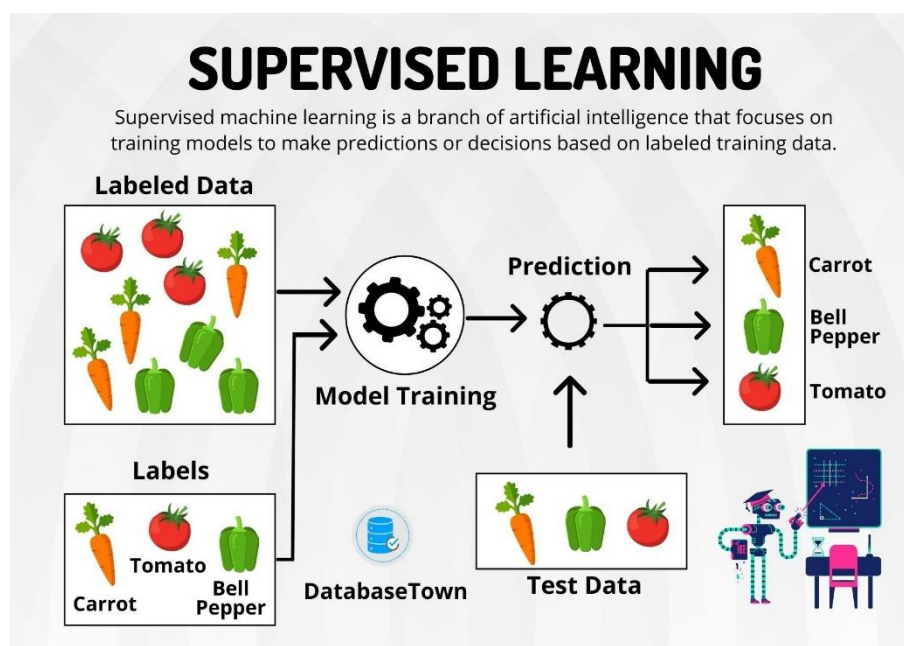 SUPERVISED LEARNING
Supervised machine learning is a branch of artificial intelligence that focuses on
training models to make predictions or decisions based on labeled training data.
Labeled Data
Prediction
Carrot
Bell
Pepper
Tomato
Model Training
Labels
Carrot
Tomato
Bell
Pepper
DatabaseTown
Test Data